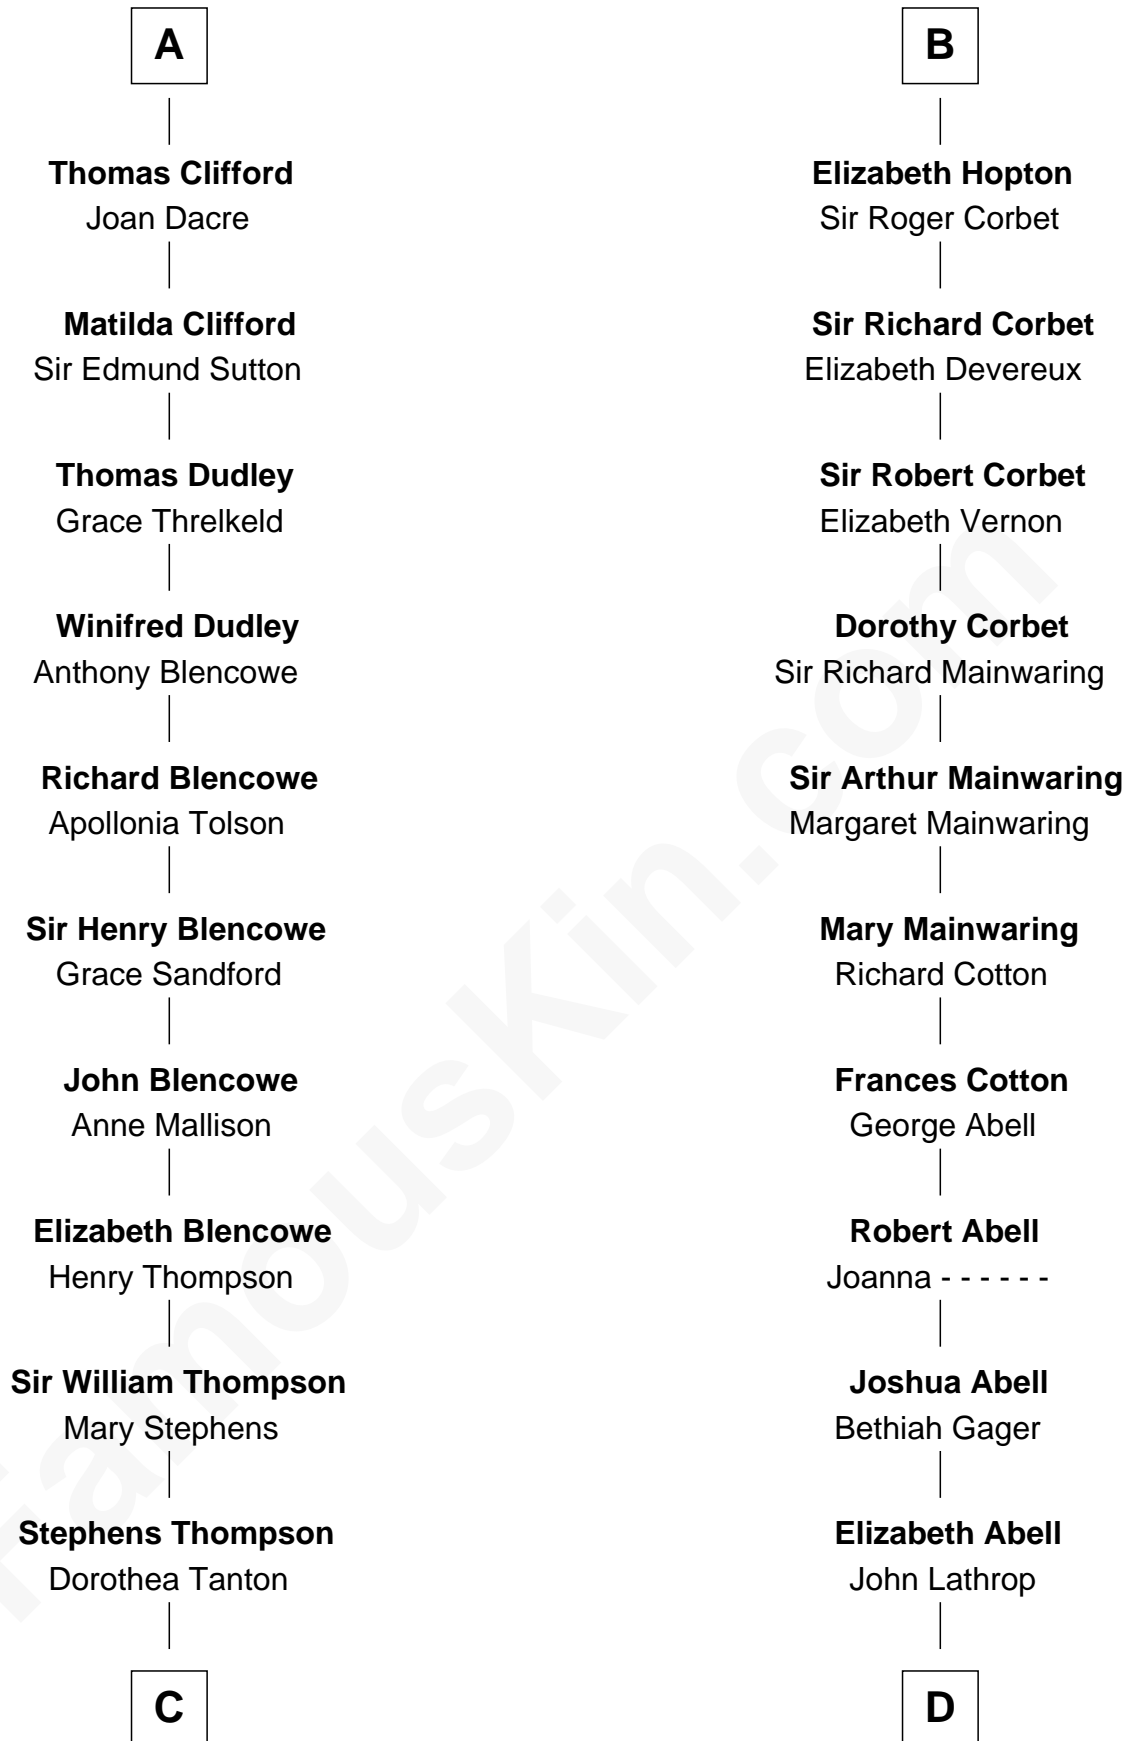 A
Thomas Clifford
Joan Dacre
Matilda Clifford
Sir Edmund Sutton
Thomas Dudley
Grace Threlkeld
Winifred Dudley
Anthony Blencowe
Richard Blencowe
Apollonia Tolson
Sir Henry Blencowe
Grace Sandford
John Blencowe
Anne Mallison
Elizabeth Blencowe
Henry Thompson
Sir William Thompson
Mary Stephens
Stephens Thompson
Dorothea Tanton
C
B
Elizabeth Hopton
Sir Roger Corbet
Sir Richard Corbet
Elizabeth Devereux
Sir Robert Corbet
Elizabeth Vernon
Dorothy Corbet
Sir Richard Mainwaring
Sir Arthur Mainwaring
Margaret Mainwaring
Mary Mainwaring
Richard Cotton
Frances Cotton
George Abell
Robert Abell
Joanna - - - - - -
Joshua Abell
Bethiah Gager
Elizabeth Abell
John Lathrop
D
FamousKin.com